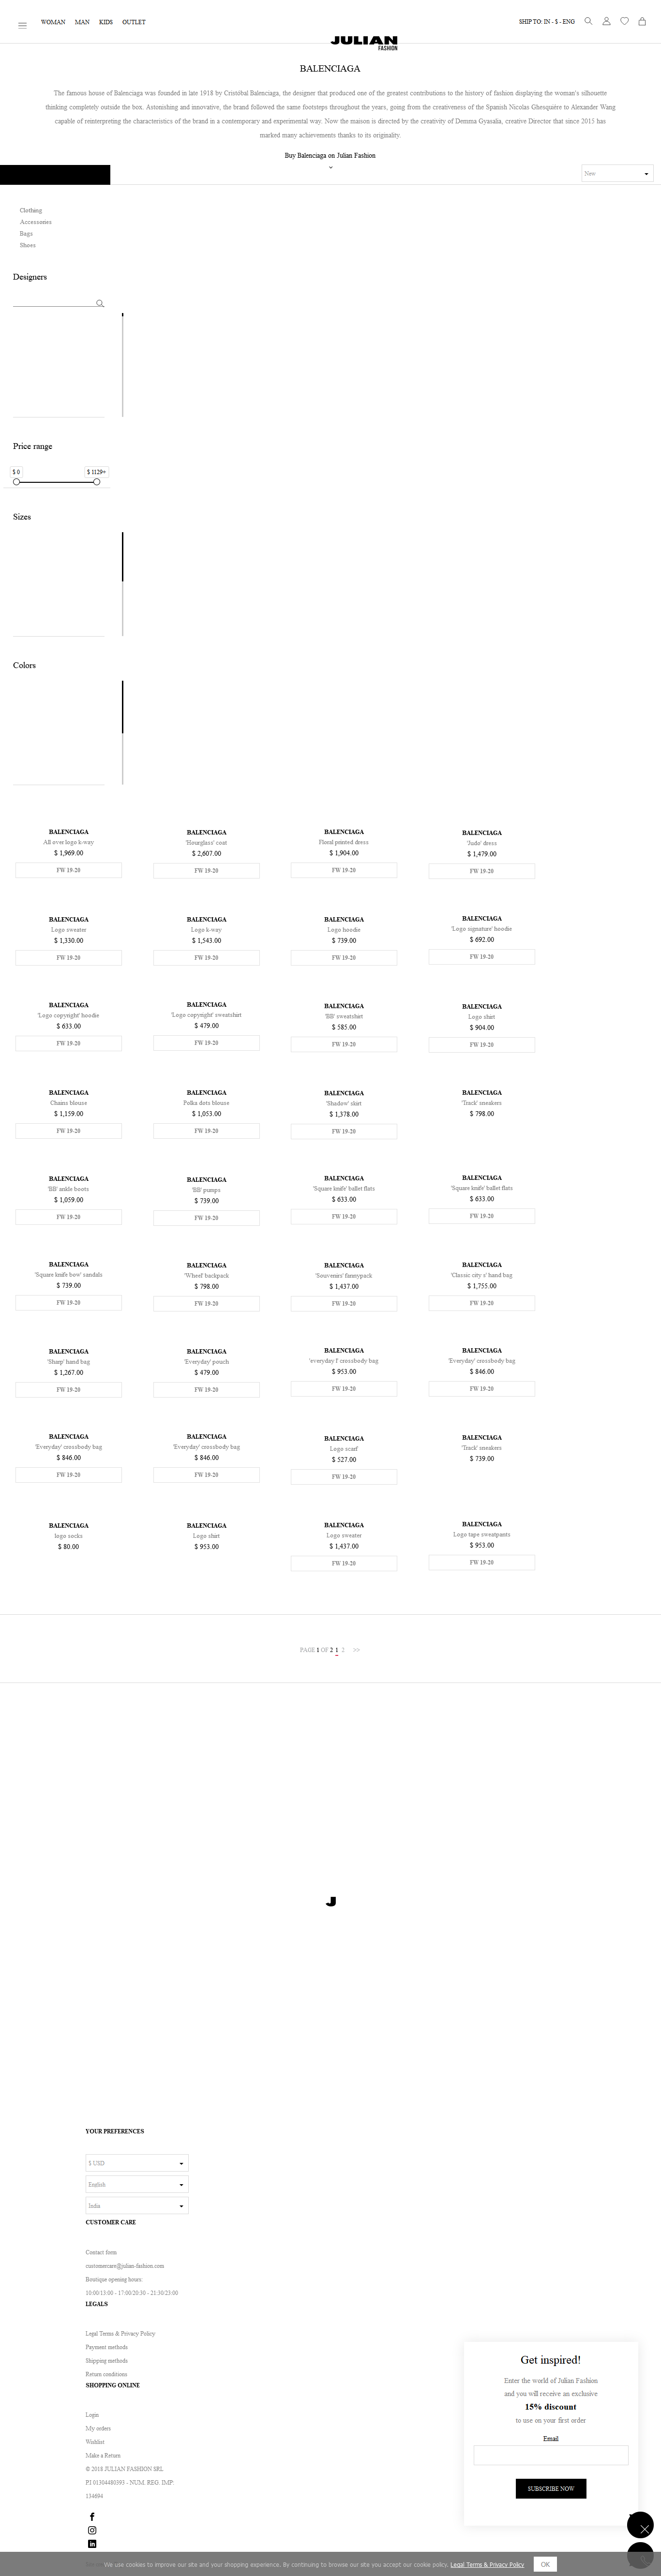 WOMAN MAN KIDS OUTLET
SHIP TO: IN - $ - ENG
JULIAN
FASHION
BALENCIAGA
The famous house of Balenciaga was founded in late 1918 by Cristóbal Balenciaga, the designer that produced one of the greatest contributions to the history of fashion displaying the woman's silhouette
thinking completely outside the box. Astonishing and innovative, the brand followed the same footsteps throughout the years, going from the creativeness of the Spanish Nicolas Ghesquière to Alexander Wang
capable of reinterpreting the characteristics of the brand in a contemporary and experimental way. Now the maison is directed by the creativity of Demma Gyasalia, creative Director that since 2015 has
marked many achievements thanks to its originality.
Buy Balenciaga on Julian Fashion
New
Clothing
Accessories
Bags
Shoes
Designers
Price range
$ 0 $ 1129+
Sizes
Colors
BALENCIAGA BALENCIAGA BALENCIAGA BALENCIAGA
All over logo k-way 'Hourglass' coat Floral printed dress 'Judo' dress
$ 1,969.00 $ 2,607.00 $ 1,904.00 $ 1,479.00
FW 19-20 FW 19-20 FW 19-20 FW 19-20
BALENCIAGA BALENCIAGA BALENCIAGA BALENCIAGA
Logo sweater Logo k-way Logo hoodie 'Logo signature' hoodie
$ 1,330.00 $ 1,543.00 $ 739.00 $ 692.00
FW 19-20 FW 19-20 FW 19-20 FW 19-20
BALENCIAGA BALENCIAGA BALENCIAGA BALENCIAGA
'Logo copyright' hoodie 'Logo copyright' sweatshirt 'BB' sweatshirt Logo shirt
$ 633.00 $ 479.00 $ 585.00 $ 904.00
FW 19-20 FW 19-20 FW 19-20 FW 19-20
BALENCIAGA BALENCIAGA BALENCIAGA BALENCIAGA
Chains blouse Polka dots blouse 'Shadow' skirt 'Track' sneakers
$ 1,159.00 $ 1,053.00 $ 1,378.00 $ 798.00
FW 19-20 FW 19-20 FW 19-20
BALENCIAGA BALENCIAGA BALENCIAGA BALENCIAGA
'BB' ankle boots 'BB' pumps 'Square knife' ballet flats 'Square knife' ballet flats
$ 1,059.00 $ 739.00 $ 633.00 $ 633.00
FW 19-20 FW 19-20 FW 19-20 FW 19-20
BALENCIAGA BALENCIAGA BALENCIAGA BALENCIAGA
'Square knife bow' sandals 'Wheel' backpack 'Souvenirs' fannypack 'Classic city s' hand bag
$ 739.00 $ 798.00 $ 1,437.00 $ 1,755.00
FW 19-20 FW 19-20 FW 19-20 FW 19-20
BALENCIAGA BALENCIAGA BALENCIAGA BALENCIAGA
'Sharp' hand bag 'Everyday' pouch 'everyday l' crossbody bag 'Everyday' crossbody bag
$ 1,267.00 $ 479.00 $ 953.00 $ 846.00
FW 19-20 FW 19-20 FW 19-20 FW 19-20
BALENCIAGA BALENCIAGA BALENCIAGA BALENCIAGA
'Everyday' crossbody bag 'Everyday' crossbody bag Logo scarf 'Track' sneakers
$ 846.00 $ 846.00 $ 527.00 $ 739.00
FW 19-20 FW 19-20 FW 19-20
BALENCIAGA BALENCIAGA BALENCIAGA BALENCIAGA
logo socks Logo shirt Logo sweater Logo tape sweatpants
$ 80.00 $ 953.00 $ 1,437.00 $ 953.00
FW 19-20 FW 19-20
PAGE 1 OF 2 1 2 >>
YOUR PREFERENCES
$ USD
English
India
CUSTOMER CARE
Contact form
customercare@julian-fashion.com
Boutique opening hours:
10:00/13:00 - 17:00/20:30 - 21:30/23:00
LEGALS
Legal Terms & Privacy Policy
Payment methods
Shipping methods
Return conditions
SHOPPING ONLINE
Login
My orders
Wishlist
Make a Return
© 2018 JULIAN FASHION SRL
P.I 01304480393 - NUM. REG. IMP:
134694
Get inspired!
Enter the world of Julian Fashion
and you will receive an exclusive
15% discount
to use on your first order
Email
SUBSCRIBE NOW
We use cookies to improve our site and your shopping experience. By continuing to browse our site you accept our cookie policy. Legal Terms & Privacy Policy OK